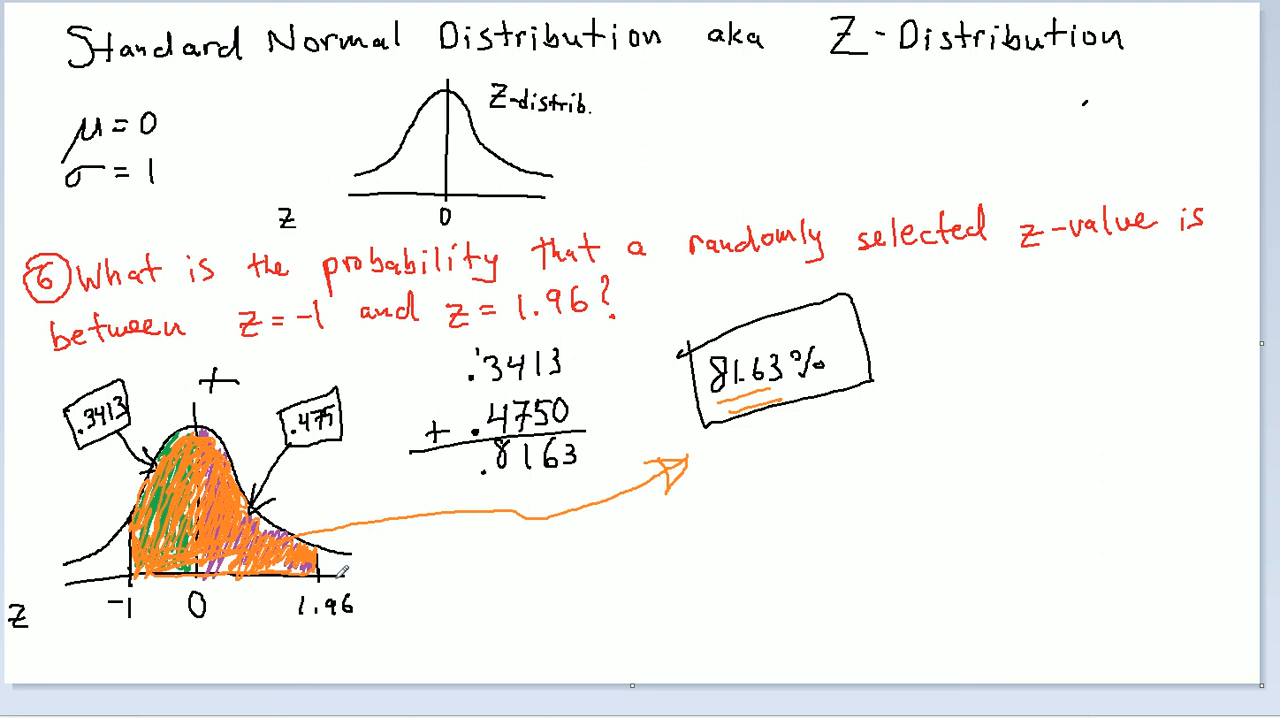 Standard Normal Distribution aka Z-Distribution
Z-distrib.
μ = 0
σ = 1
Z 0
⑥ What is the probability that a randomly selected z-value is
between z = -1 and z = 1.96?
.3413
+
.475
.3413
+ .4750
.8163
81.63%
Z -1 0 1.96